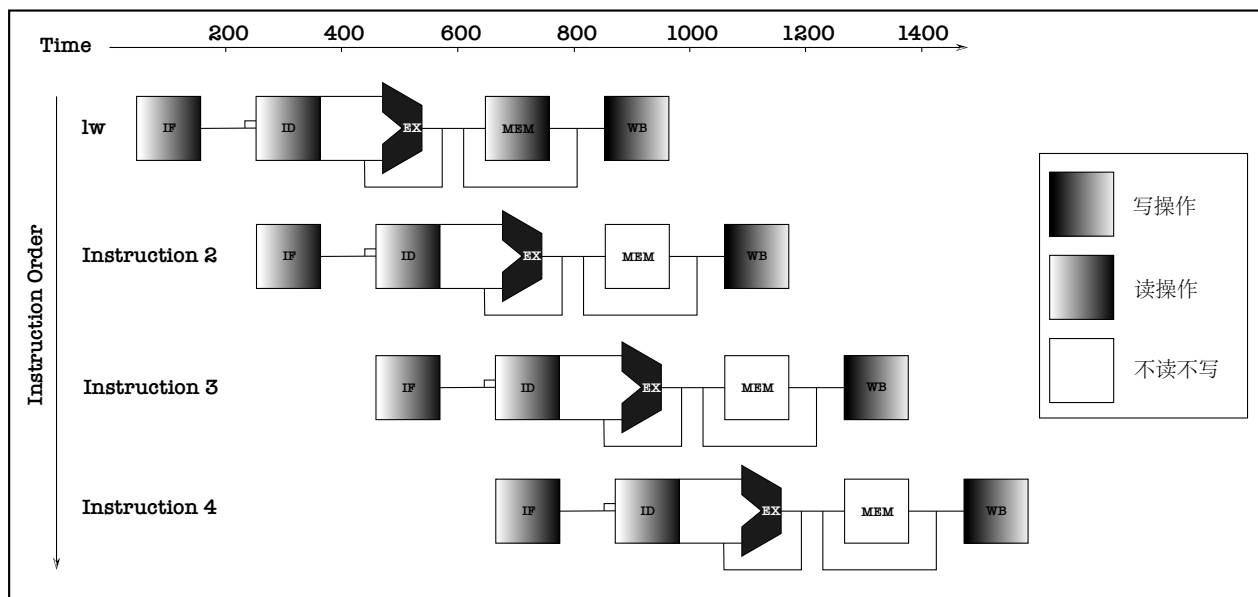 Time 200 400 600 800 1000 1200 1400
Instruction Order
lw IF ID EX MEM WB
Instruction 2 IF ID EX MEM WB
Instruction 3 IF ID EX MEM WB
Instruction 4 IF ID EX MEM WB
写操作
读操作
不读不写